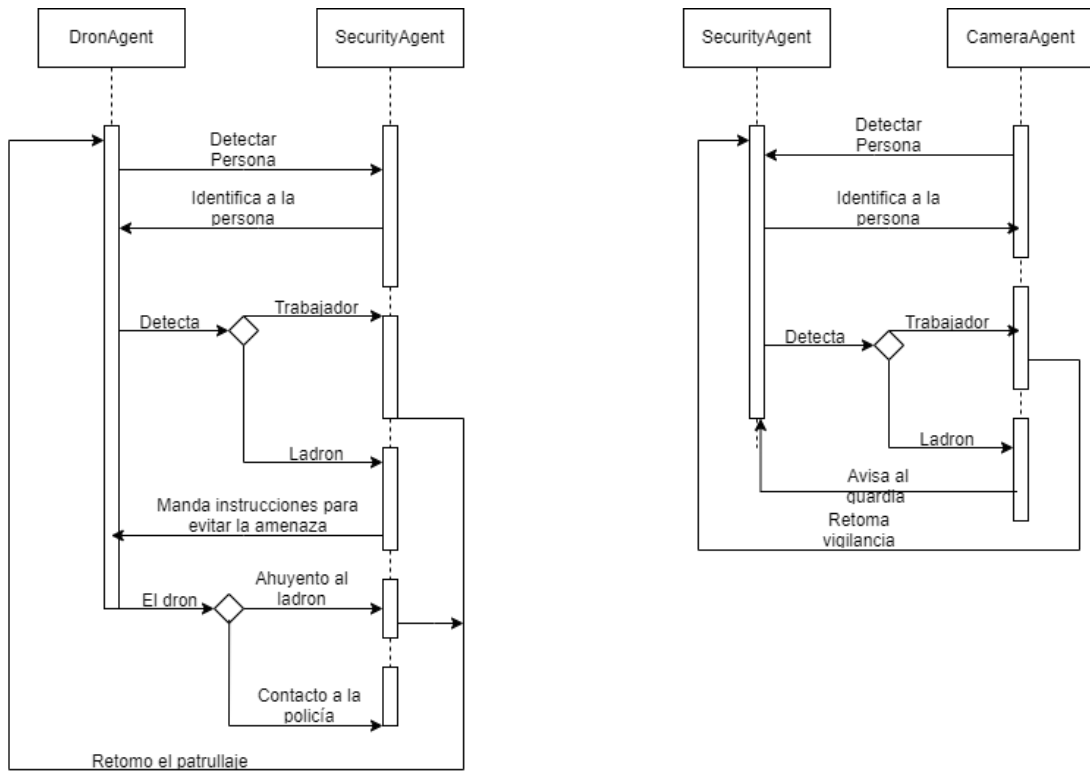 DronAgent
SecurityAgent
Detectar
Persona
Identifica a la
persona
Trabajador
Detecta
Ladron
Manda instrucciones para
evitar la amenaza
Ahuyento al
ladron
El dron
Contacto a la
policía
Retomo el patrullaje
SecurityAgent
CameraAgent
Detectar
Persona
Identifica a la
persona
Trabajador
Detecta
Ladron
Avisa al
guardia
Retoma
vigilancia